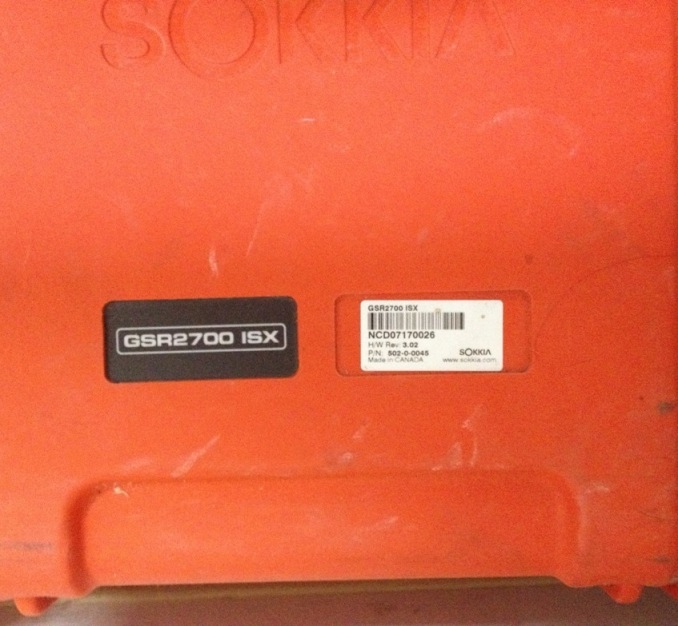 SOKKIA
GSR2700 ISX
GSR2700 ISX
NCD07170026
H/W Rev: 3.02
P/N: 502-0-0045
Made in CANADA
SOKKIA
www.sokkia.com